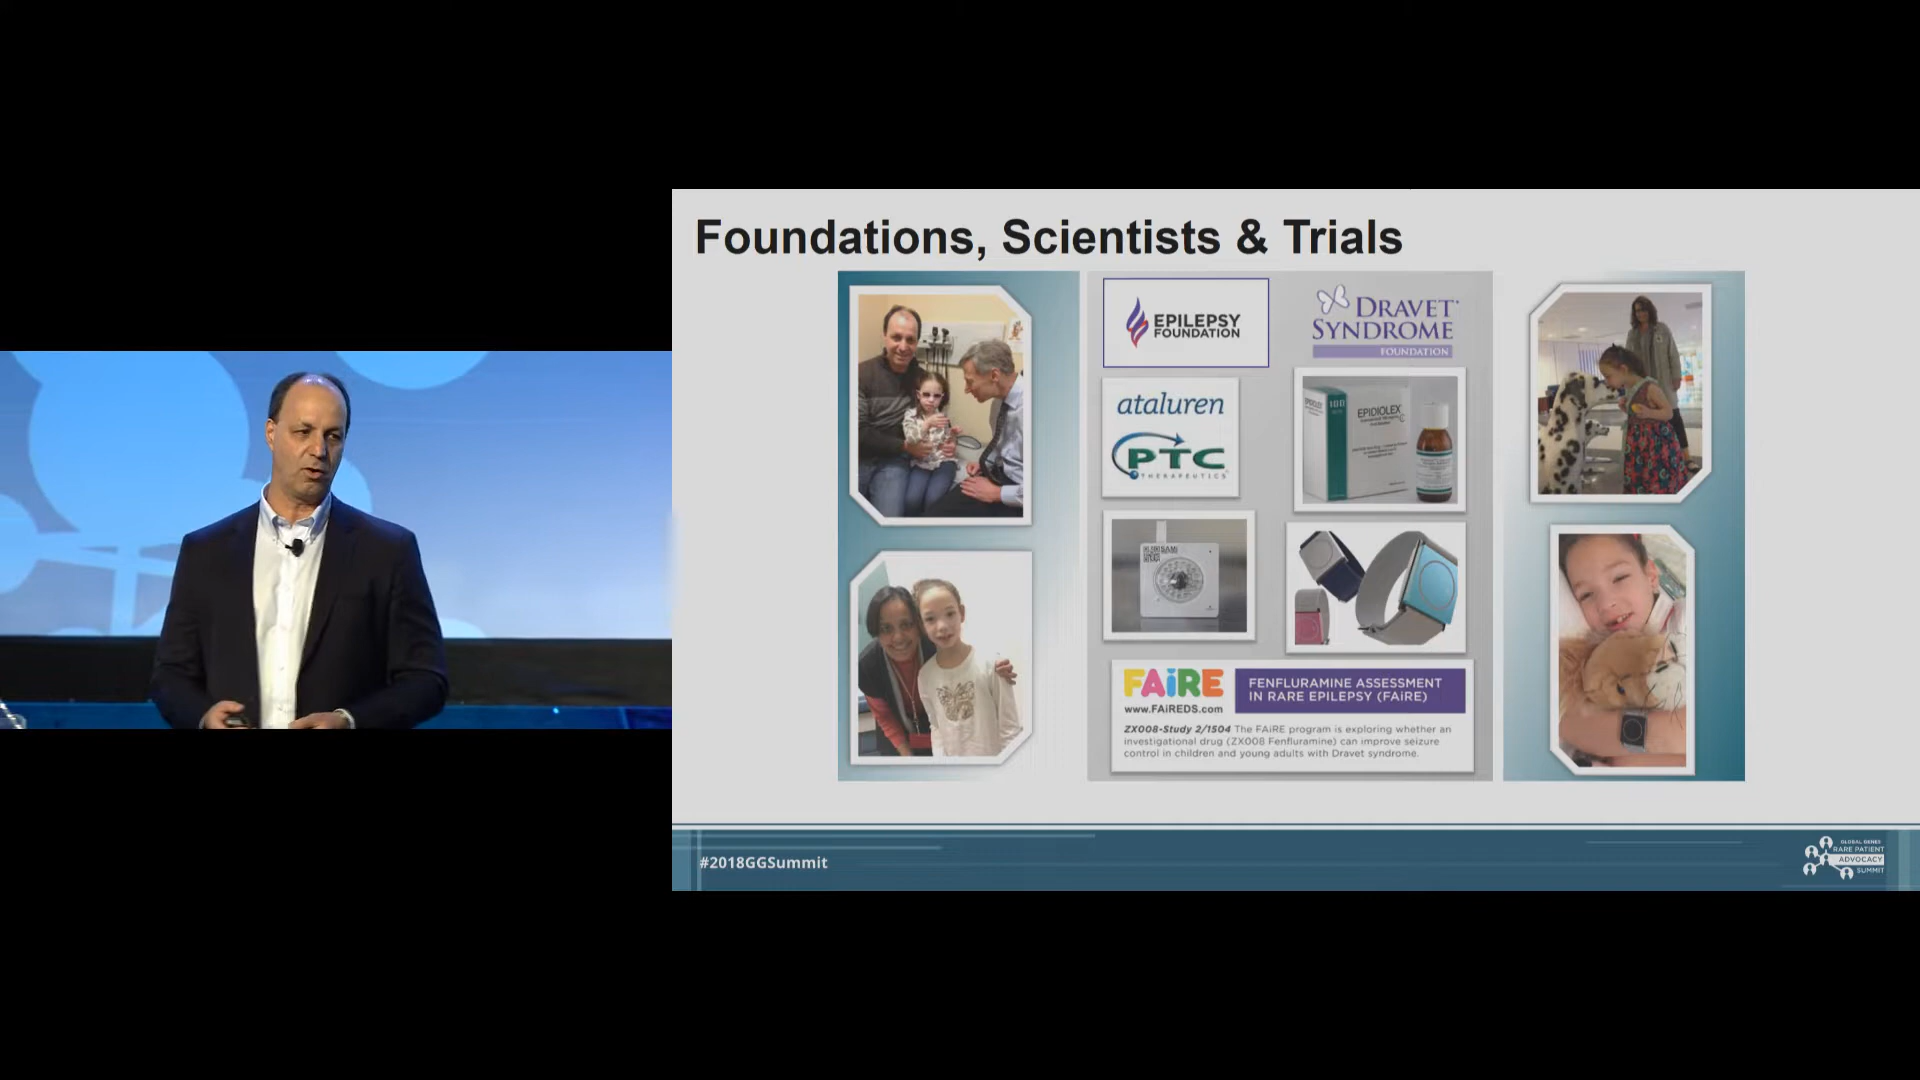 Foundations, Scientists & Trials
EPILEPSY
FOUNDATION
DRAVET
SYNDROME
FOUNDATION
ataluren
PTC
THERAPEUTICS
EPIDIOLEX
100
FAiRE
www.FAiREDS.com
FENFLURAMINE ASSESSMENT
IN RARE EPILEPSY (FAiRE)
ZX008-Study 2/1504 The FAiRE program is exploring whether an
investigational drug (ZX008 Fenfluramine) can improve seizure
control in children and young adults with Dravet syndrome.
#2018GGSummit
GLOBAL GENES
RARE PATIENT
ADVOCACY
SUMMIT